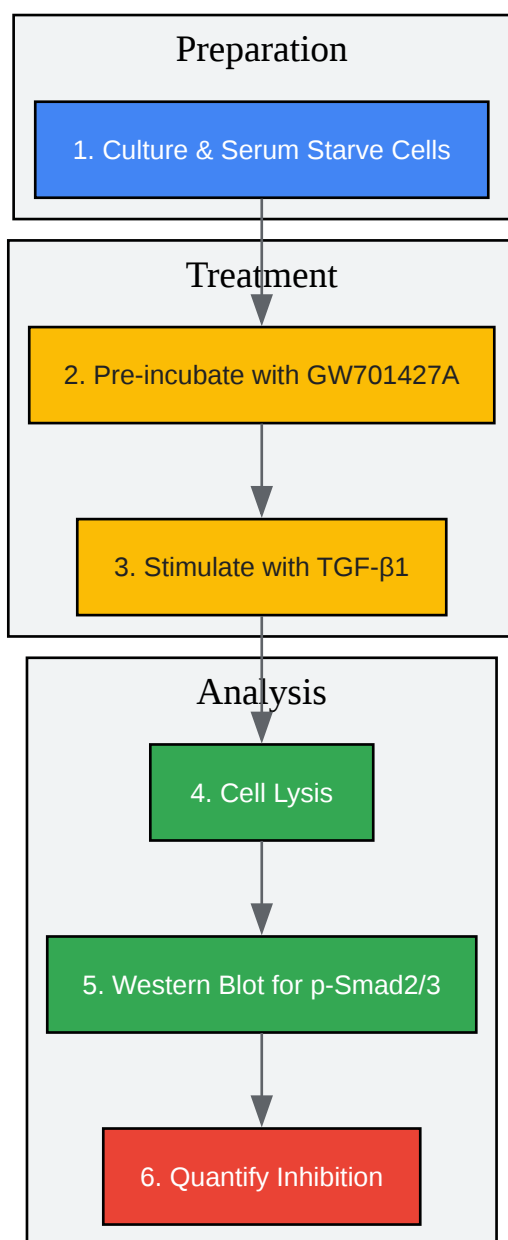 Preparation
1. Culture & Serum Starve Cells
Treatment
2. Pre-incubate with GW701427A
3. Stimulate with TGF-β1
Analysis
4. Cell Lysis
5. Western Blot for p-Smad2/3
6. Quantify Inhibition